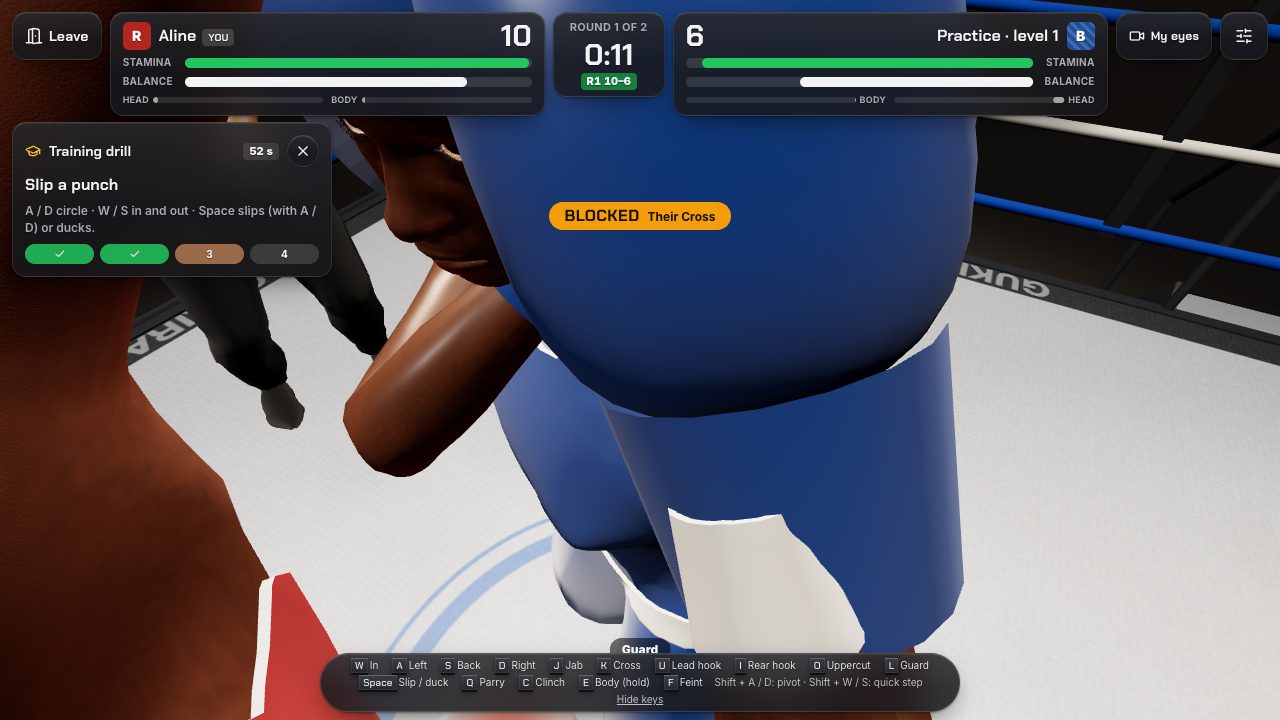 Leave
R Aline YOU 10
STAMINA
BALANCE
HEAD BODY
ROUND 1 OF 2
0:11
R1 10–6
6 Practice · level 1 B
STAMINA
BALANCE
BODY HEAD
My eyes
Training drill 52 s
Slip a punch
A / D circle · W / S in and out · Space slips (with A /
D) or ducks.
3 4
BLOCKED Their Cross
GUKI
IRA
Guard
W In A Left S Back D Right J Jab K Cross U Lead hook I Rear hook O Uppercut L Guard
Space Slip / duck Q Parry C Clinch E Body (hold) F Feint Shift + A / D: pivot · Shift + W / S: quick step
Hide keys